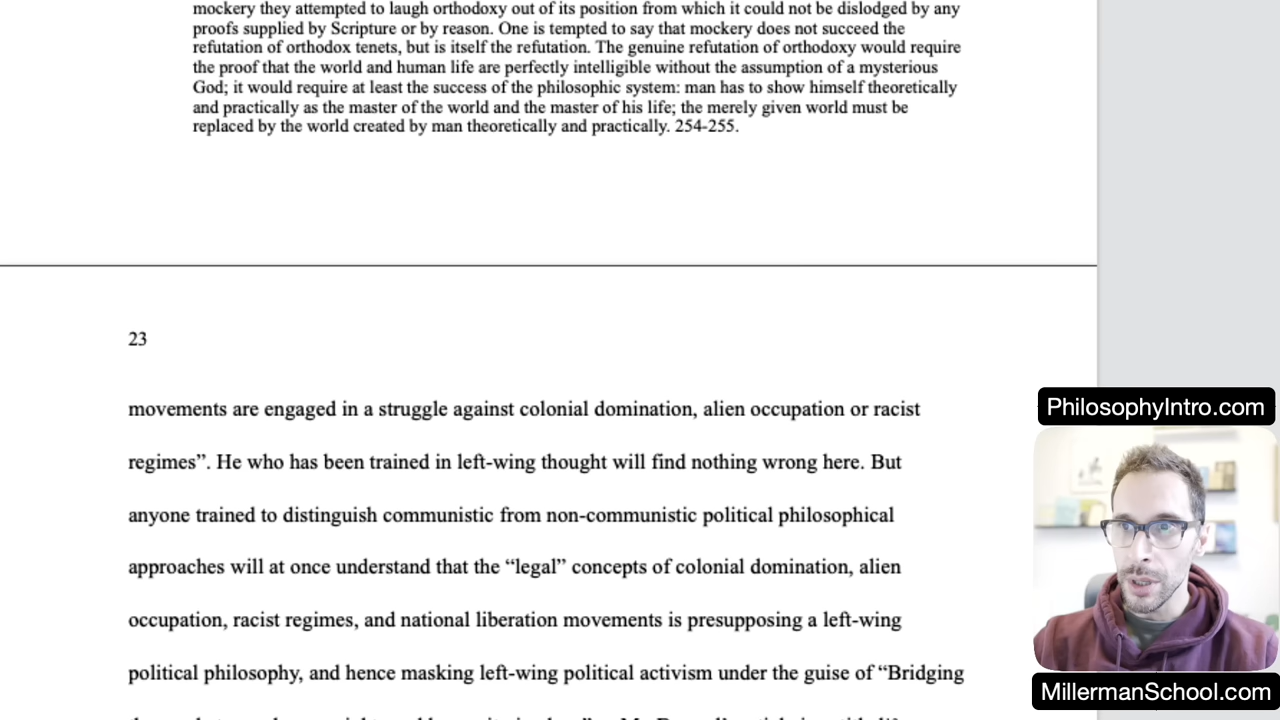 mockery they attempted to laugh orthodoxy out of its position from which it could not be dislodged by any
proofs supplied by Scripture or by reason. One is tempted to say that mockery does not succeed the
refutation of orthodox tenets, but is itself the refutation. The genuine refutation of orthodoxy would require
the proof that the world and human life are perfectly intelligible without the assumption of a mysterious
God; it would require at least the success of the philosophic system: man has to show himself theoretically
and practically as the master of the world and the master of his life; the merely given world must be
replaced by the world created by man theoretically and practically. 254-255.
23
movements are engaged in a struggle against colonial domination, alien occupation or racist
regimes”. He who has been trained in left-wing thought will find nothing wrong here. But
anyone trained to distinguish communistic from non-communistic political philosophical
approaches will at once understand that the “legal” concepts of colonial domination, alien
occupation, racist regimes, and national liberation movements is presupposing a left-wing
political philosophy, and hence masking left-wing political activism under the guise of “Bridging
PhilosophyIntro.com
MillermanSchool.com